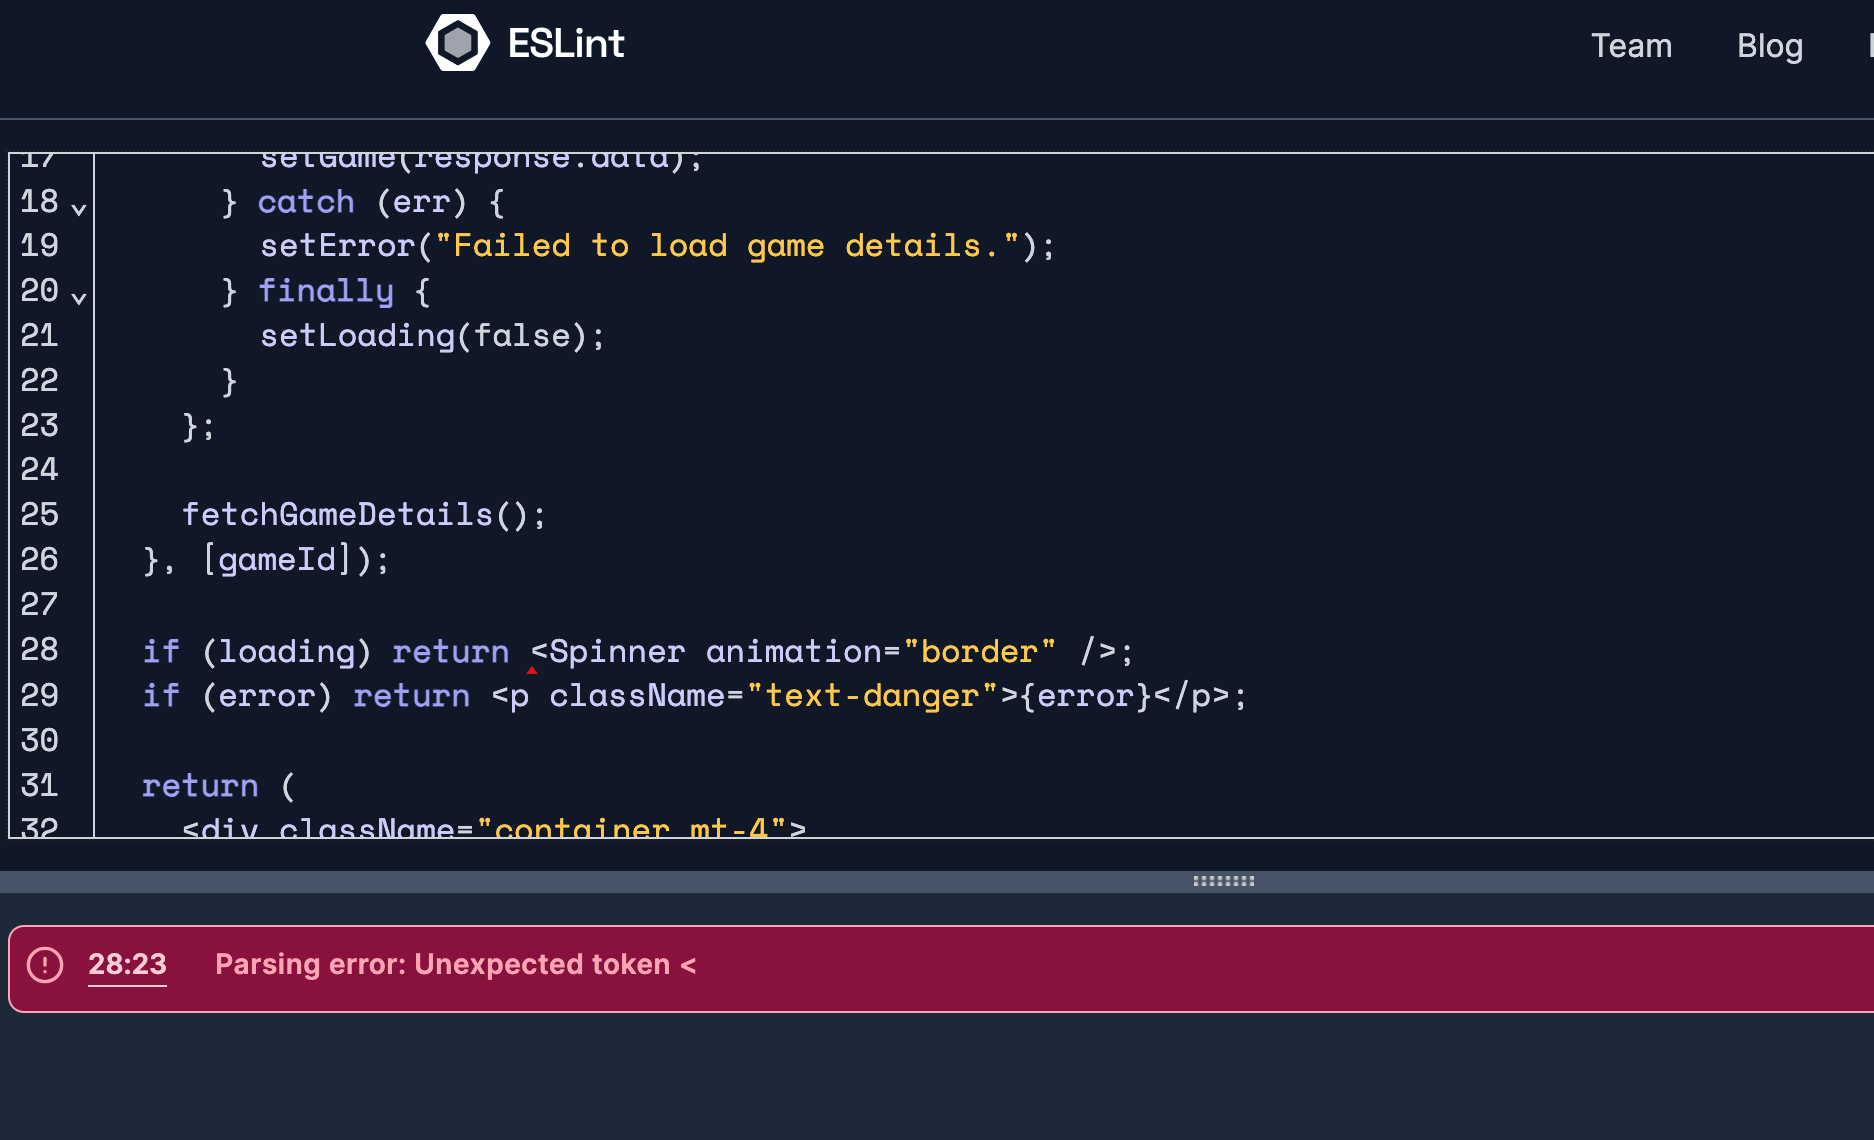 ESLint
Team Blog
17 setGame(response.data);
18 } catch (err) {
19 setError("Failed to load game details.");
20 } finally {
21 setLoading(false);
22 }
23 };
24
25 fetchGameDetails();
26 }, [gameId]);
27
28 if (loading) return <Spinner animation="border" />;
29 if (error) return <p className="text-danger">{error}</p>;
30
31 return (
32 <div className="container mt-4">
28:23 Parsing error: Unexpected token <